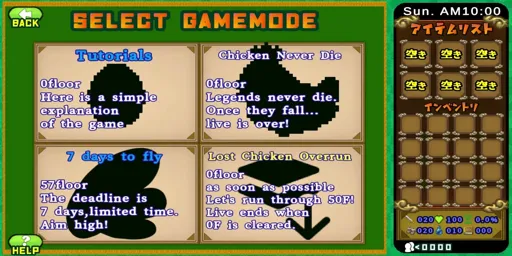 BACK
SELECT GAMEMODE
Sun. AM10:00
アイテムリスト
空き 空き 空き
空き 空き 空き
インベントリ
Tutorials
0floor
Here is a simple
explanation
of the game
Chicken Never Die
0floor
Legends never die.
Once they fall...
live is over!
7 days to fly
57floor
The deadline is
7 days,limited time.
Aim high!
Lost Chicken Overrun
0floor
as soon as possible
Let's run through 50F!
Live ends when
0F is cleared.
020 100 0.0%
020 010 000
<0000
HELP